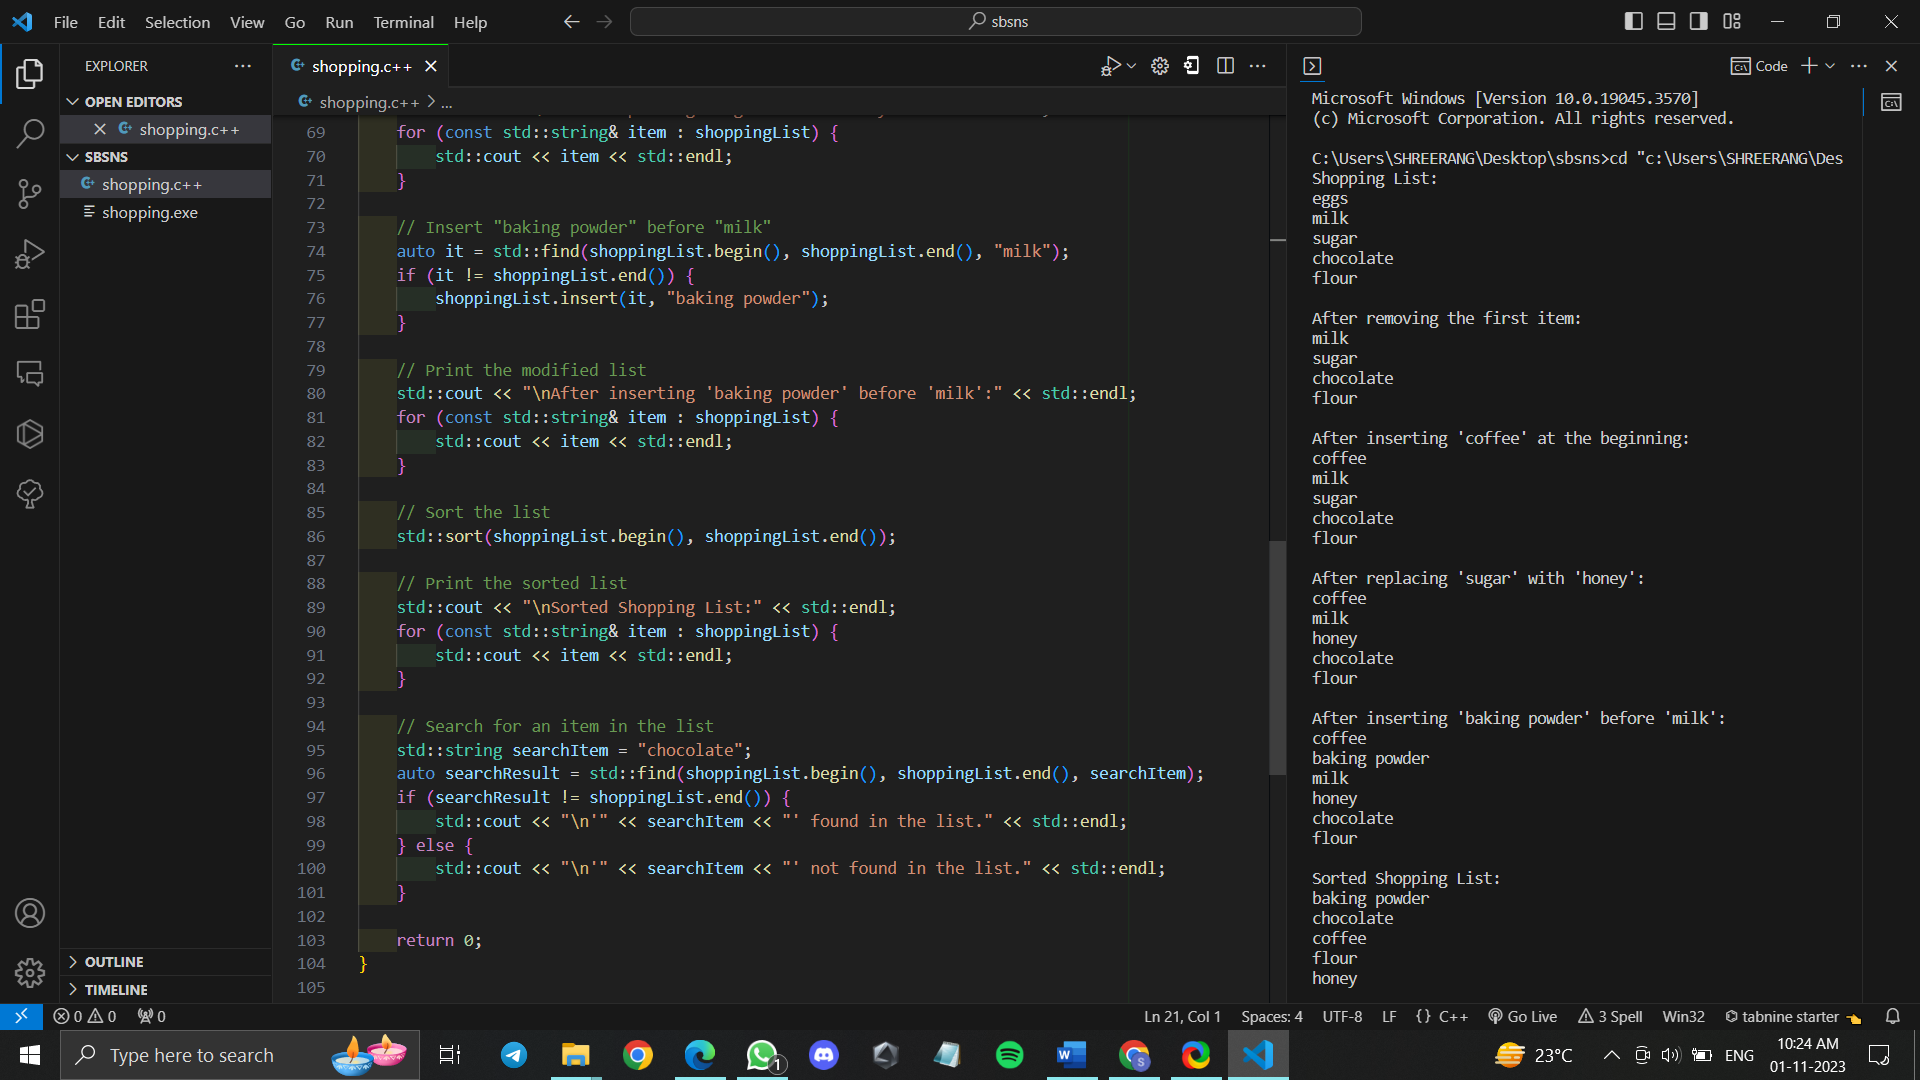 File Edit Selection View Go Run Terminal Help
sbsns
EXPLORER
OPEN EDITORS
shopping.c++
SBSNS
shopping.c++
shopping.exe
OUTLINE
TIMELINE
shopping.c++
shopping.c++ > ...
69 for (const std::string& item : shoppingList) {
70 std::cout << item << std::endl;
71 }
72
73 // Insert "baking powder" before "milk"
74 auto it = std::find(shoppingList.begin(), shoppingList.end(), "milk");
75 if (it != shoppingList.end()) {
76 shoppingList.insert(it, "baking powder");
77 }
78
79 // Print the modified list
80 std::cout << "\nAfter inserting 'baking powder' before 'milk':" << std::endl;
81 for (const std::string& item : shoppingList) {
82 std::cout << item << std::endl;
83 }
84
85 // Sort the list
86 std::sort(shoppingList.begin(), shoppingList.end());
87
88 // Print the sorted list
89 std::cout << "\nSorted Shopping List:" << std::endl;
90 for (const std::string& item : shoppingList) {
91 std::cout << item << std::endl;
92 }
93
94 // Search for an item in the list
95 std::string searchItem = "chocolate";
96 auto searchResult = std::find(shoppingList.begin(), shoppingList.end(), searchItem);
97 if (searchResult != shoppingList.end()) {
98 std::cout << "\n'" << searchItem << "' found in the list." << std::endl;
99 } else {
100 std::cout << "\n'" << searchItem << "' not found in the list." << std::endl;
101 }
102
103 return 0;
104 }
105
Code
Microsoft Windows [Version 10.0.19045.3570]
(c) Microsoft Corporation. All rights reserved.
C:\Users\SHREERANG\Desktop\sbsns>cd "c:\Users\SHREERANG\Des
Shopping List:
eggs
milk
sugar
chocolate
flour
After removing the first item:
milk
sugar
chocolate
flour
After inserting 'coffee' at the beginning:
coffee
milk
sugar
chocolate
flour
After replacing 'sugar' with 'honey':
coffee
milk
honey
chocolate
flour
After inserting 'baking powder' before 'milk':
coffee
baking powder
milk
honey
chocolate
flour
Sorted Shopping List:
baking powder
chocolate
coffee
flour
honey
0 0 0 Ln 21, Col 1 Spaces: 4 UTF-8 LF {} C++ Go Live 3 Spell Win32 tabnine starter
Type here to search 1 23°C ENG 10:24 AM
01-11-2023